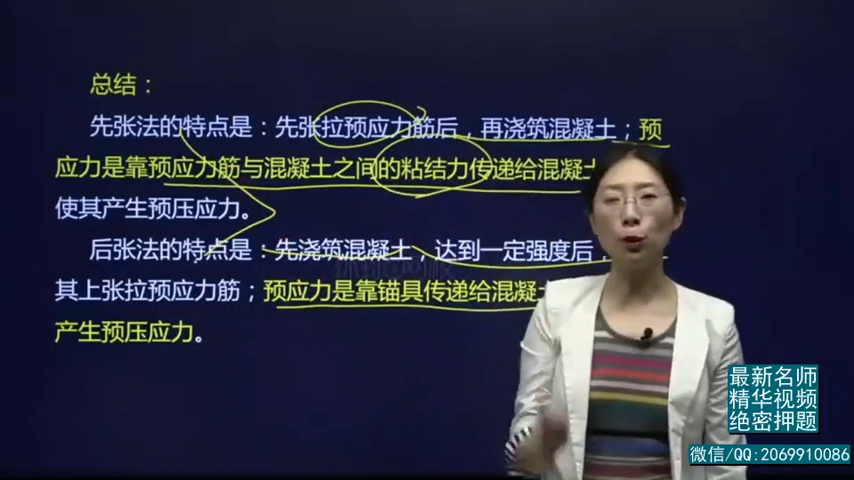 总结：
先张法的特点是：先张拉预应力筋后，再浇筑混凝土；预
应力是靠预应力筋与混凝土之间的粘结力传递给混凝土
使其产生预压应力。
后张法的特点是：先浇筑混凝土，达到一定强度后，
其上张拉预应力筋；预应力是靠锚具传递给混凝
产生预压应力。
最新名师
精华视频
绝密押题
微信/QQ:2069910086